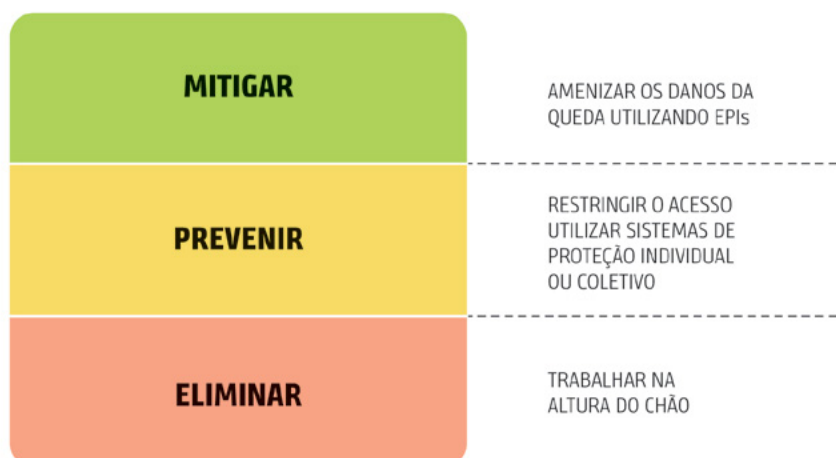 MITIGAR
AMENIZAR OS DANOS DA
QUEDA UTILIZANDO EPIs
PREVENIR
RESTRINGIR O ACESSO
UTILIZAR SISTEMAS DE
PROTEÇÃO INDIVIDUAL
OU COLETIVO
ELIMINAR
TRABALHAR NA
ALTURA DO CHÃO